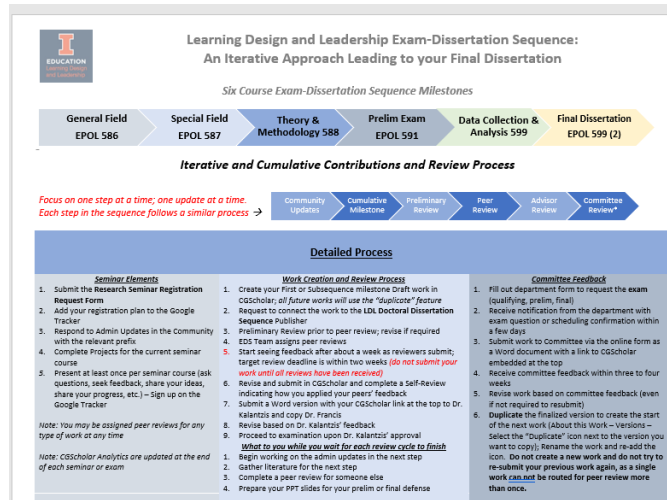 I
EDUCATION
Learning Design
and Leadership
Learning Design and Leadership Exam-Dissertation Sequence:
An Iterative Approach Leading to your Final Dissertation
Six Course Exam-Dissertation Sequence Milestones
General Field
EPOL 586
Special Field
EPOL 587
Theory &
Methodology 588
Prelim Exam
EPOL 591
Data Collection &
Analysis 599
Final Dissertation
EPOL 599 (2)
Iterative and Cumulative Contributions and Review Process
Focus on one step at a time; one update at a time.
Each step in the sequence follows a similar process →
Community
Updates
Cumulative
Milestone
Preliminary
Review
Peer
Review
Advisor
Review
Committee
Review*
Detailed Process
Seminar Elements
1. Submit the Research Seminar Registration
Request Form
2. Add your registration plan to the Google
Tracker
3. Respond to Admin Updates in the Community
with the relevant prefix
4. Complete Projects for the current seminar
course
5. Present at least once per seminar course (ask
questions, seek feedback, share your ideas,
share your progress, etc.) – Sign up on the
Google Tracker
Note: You may be assigned peer reviews for
any type of work at any time
Note: CGScholar Analytics are updated at the end
of each seminar or exam
Work Creation and Review Process
1. Create your First or Subsequence milestone Draft work in
CGScholar; all future works will use the "duplicate" feature
2. Request to connect the work to the LDL Doctoral Dissertation
Sequence Publisher
3. Preliminary Review prior to peer review; revise if required
4. EDS Team assigns peer reviews
5. Start seeing feedback after about a week as reviewers submit;
target review deadline is within two weeks (do not submit your
work until all reviews have been received)
6. Revise and submit in CGScholar and complete a Self-Review
indicating how you applied your peers' feedback
7. Submit a Word version with your CGScholar link at the top to Dr.
Kalantzis and copy Dr. Francis
8. Revise based on Dr. Kalantzis' feedback
9. Proceed to examination upon Dr. Kalantzis' approval
What to you while you wait for each review cycle to finish
1. Begin working on the admin updates in the next step
2. Gather literature for the next step
3. Complete a peer review for someone else
4. Prepare your PPT slides for your prelim or final defense
Committee Feedback
1. Fill out department form to request the exam
(qualifying, prelim, final)
2. Receive notification from the department with
exam question or scheduling confirmation within
a few days
3. Submit work to Committee via the online form as
a Word document with a link to CGScholar
embedded at the top
4. Receive committee feedback within three to four
weeks
5. Revise work based on committee feedback (even
if not required to resubmit)
6. Duplicate the finalized version to create the start
of the next work (About this Work – Versions –
Select the "Duplicate" icon next to the version you
want to copy); Rename the work and re-add the
icon. Do not create a new work and do not try to
re-submit your previous work again, as a single
work can not be routed for peer review more
than once.